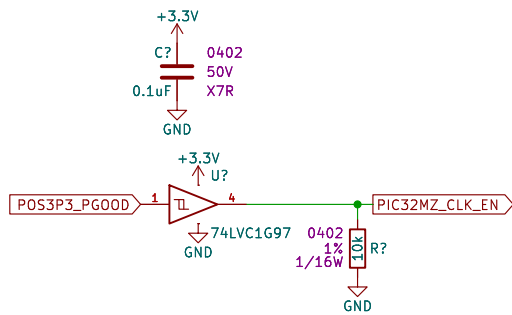 +3.3V
C? 0402
50V
0.1uF X7R
GND
+3.3V
U?
POS3P3_PGOOD 1 4 PIC32MZ_CLK_EN
74LVC1G97
GND
0402
1% 10k R?
1/16W
GND